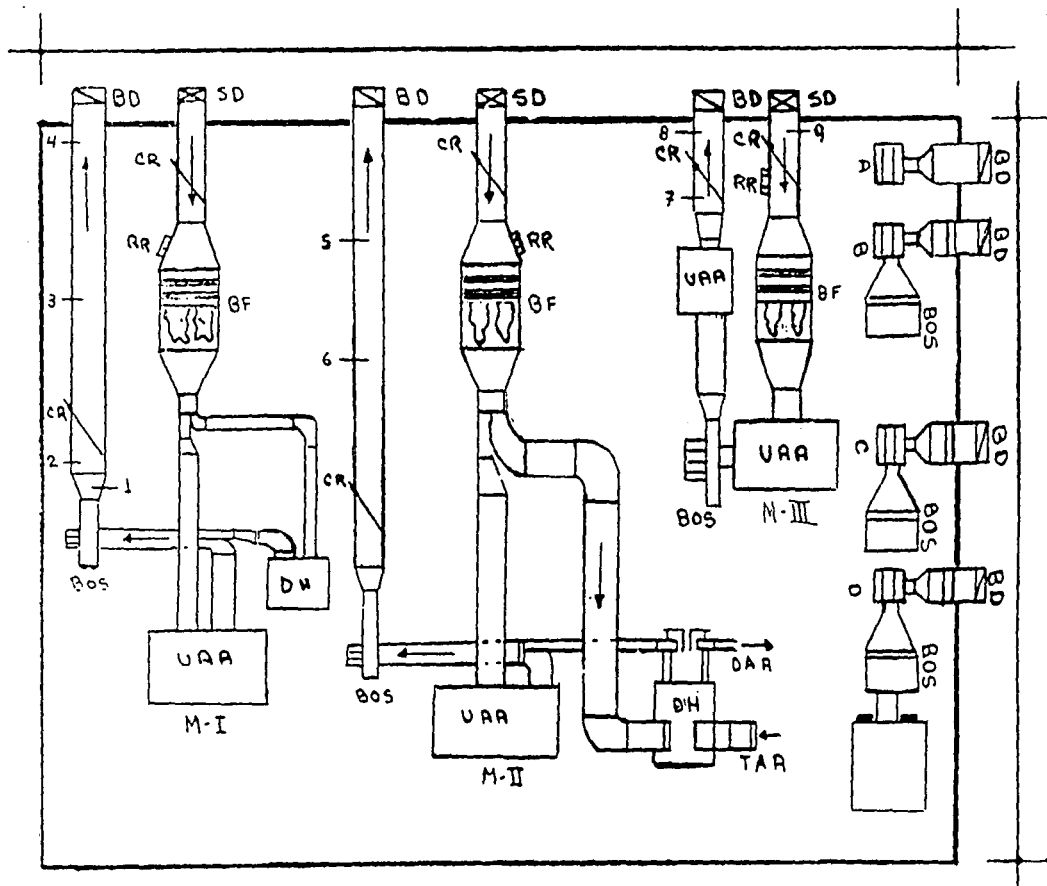 BD SD BD SD BD SD
4 CR CR 8 CR CR 9
D BD
RR 7
RR 5 RR B BD
UAA
3 BF BF BF BOS
6
CR
2 UAA C BD
1 CR BOS M-III BOS
BOS DH D BD
UAA BOS DAR BOS
M-I UAA D'H
M-II TAR